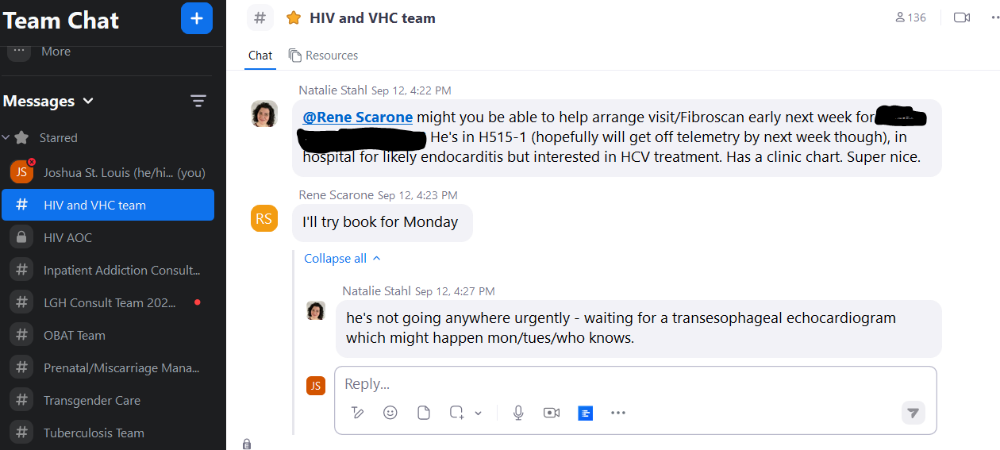 Team Chat
+
More
Messages
Starred
JS Joshua St. Louis (he/hi... (you)
# HIV and VHC team
HIV AOC
# Inpatient Addiction Consult...
# LGH Consult Team 202...
# OBAT Team
# Prenatal/Miscarriage Mana...
# Transgender Care
# Tuberculosis Team
# HIV and VHC team
136
Chat
Resources
Natalie Stahl Sep 12, 4:22 PM
@Rene Scarone might you be able to help arrange visit/Fibroscan early next week for
He's in H515-1 (hopefully will get off telemetry by next week though), in
hospital for likely endocarditis but interested in HCV treatment. Has a clinic chart. Super nice.
Rene Scarone Sep 12, 4:23 PM
RS
I'll try book for Monday
Collapse all
Natalie Stahl Sep 12, 4:27 PM
he's not going anywhere urgently - waiting for a transesophageal echocardiogram
which might happen mon/tues/who knows.
JS
Reply...